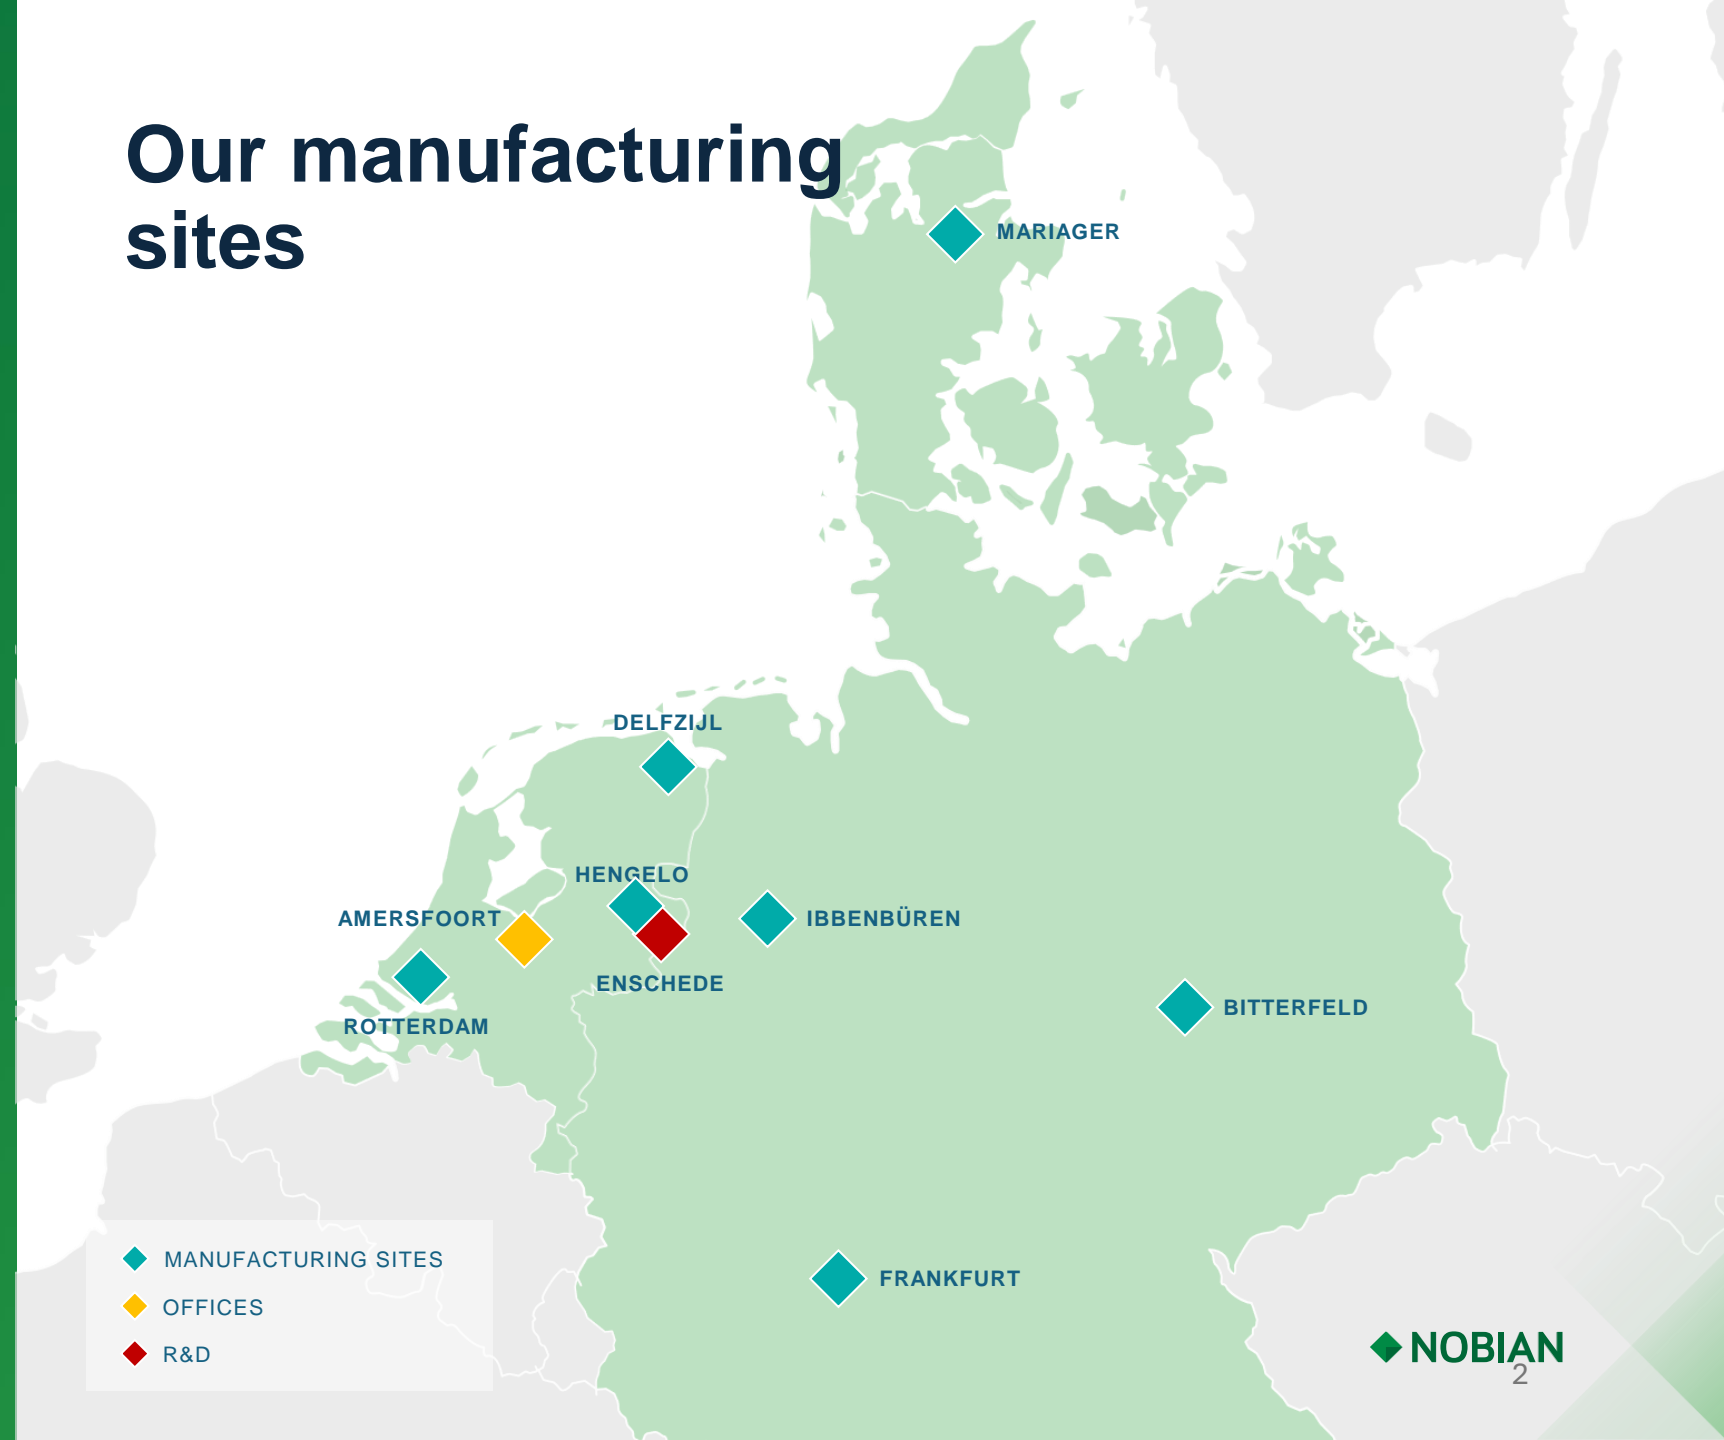 Our manufacturing
sites
MARIAGER
DELFZIJL
HENGELO
AMERSFOORT
IBBENBÜREN
ENSCHEDE
ROTTERDAM
BITTERFELD
FRANKFURT
MANUFACTURING SITES
OFFICES
R&D
NOBIAN
2